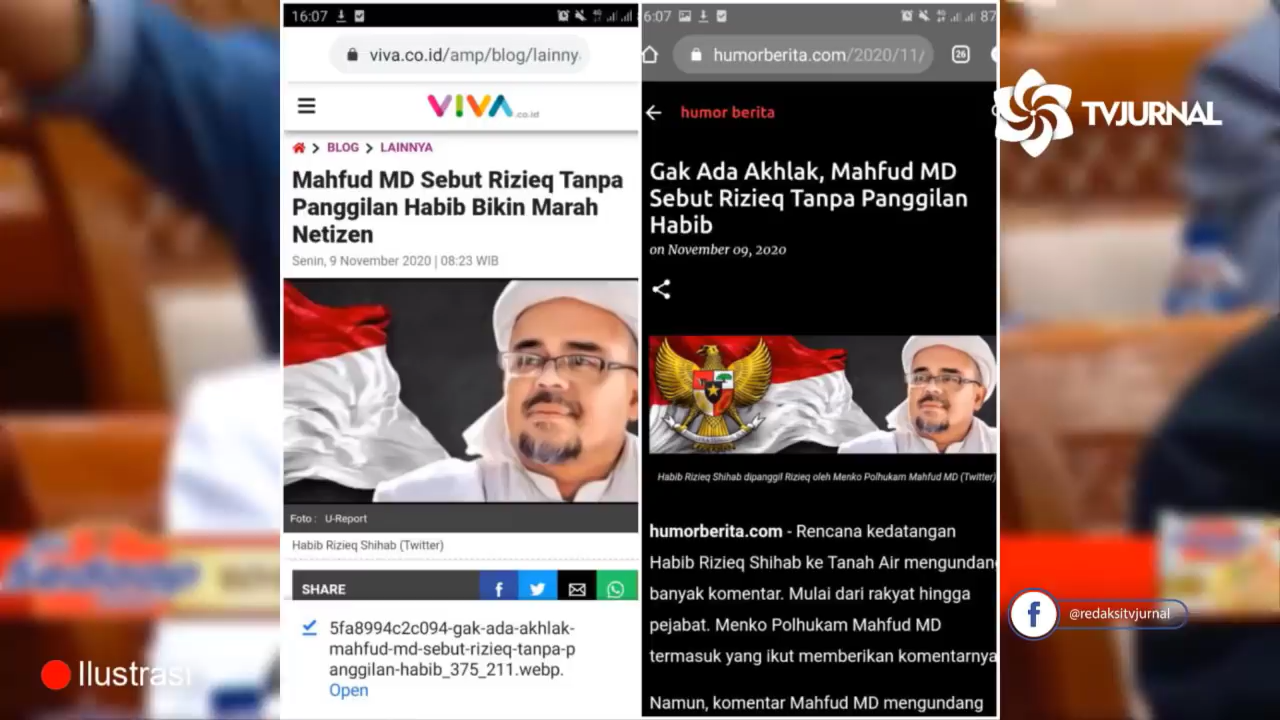 16:07
viva.co.id/amp/blog/lainny
VIVA.co.id
BLOG > LAINNYA
Mahfud MD Sebut Rizieq Tanpa
Panggilan Habib Bikin Marah
Netizen
Senin, 9 November 2020 | 08:23 WIB
Foto : U-Report
Habib Rizieq Shihab (Twitter)
SHARE
5fa8994c2c094-gak-ada-akhlak-
mahfud-md-sebut-rizieq-tanpa-p
anggilan-habib_375_211.webp.
Open
6:07
87
humorberita.com/2020/11/
26
humor berita
Gak Ada Akhlak, Mahfud MD
Sebut Rizieq Tanpa Panggilan
Habib
on November 09, 2020
Habib Rizieq Shihab dipanggil Rizieq oleh Menko Polhukam Mahfud MD (Twitter)
humorberita.com - Rencana kedatangan
Habib Rizieq Shihab ke Tanah Air mengundan
banyak komentar. Mulai dari rakyat hingga
pejabat. Menko Polhukam Mahfud MD
termasuk yang ikut memberikan komentarnya
Namun, komentar Mahfud MD mengundang
TVJURNAL
@redaksitvjurnal
Ilustrasi